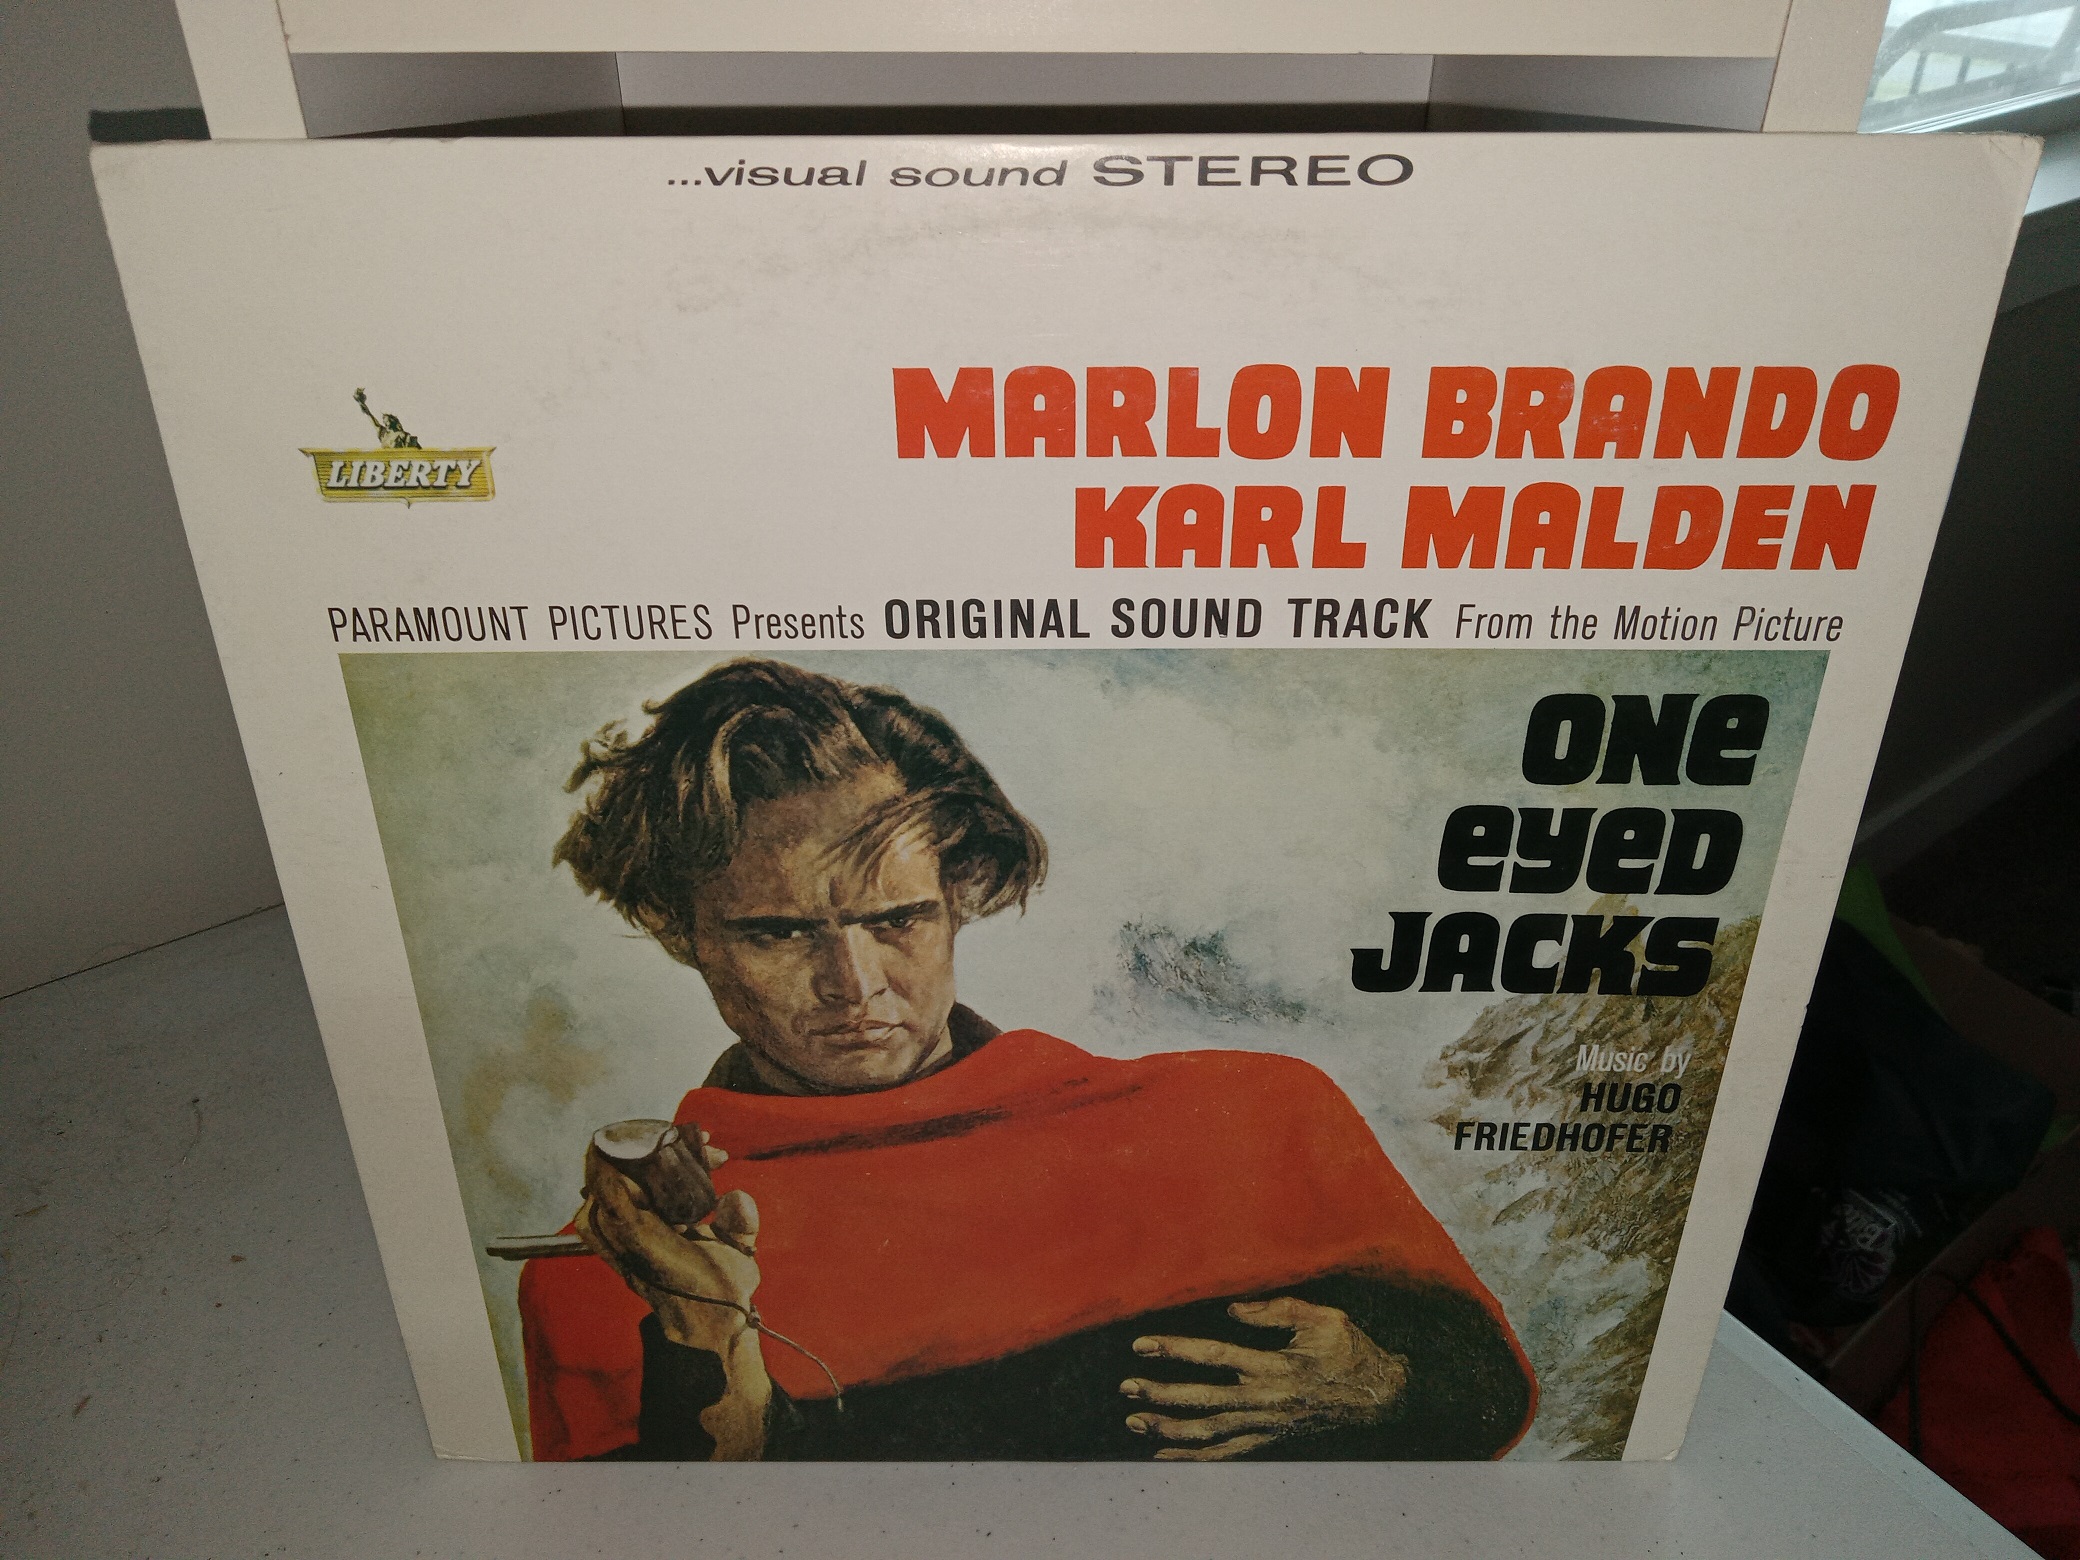 ...visual sound STEREO
MARLON BRANDO
KARL MALDEN
LIBERTY
PARAMOUNT PICTURES Presents ORIGINAL SOUND TRACK From the Motion Picture
ONE
eyeD
JACKS
Music by
HUGO
FRIEDHOFER